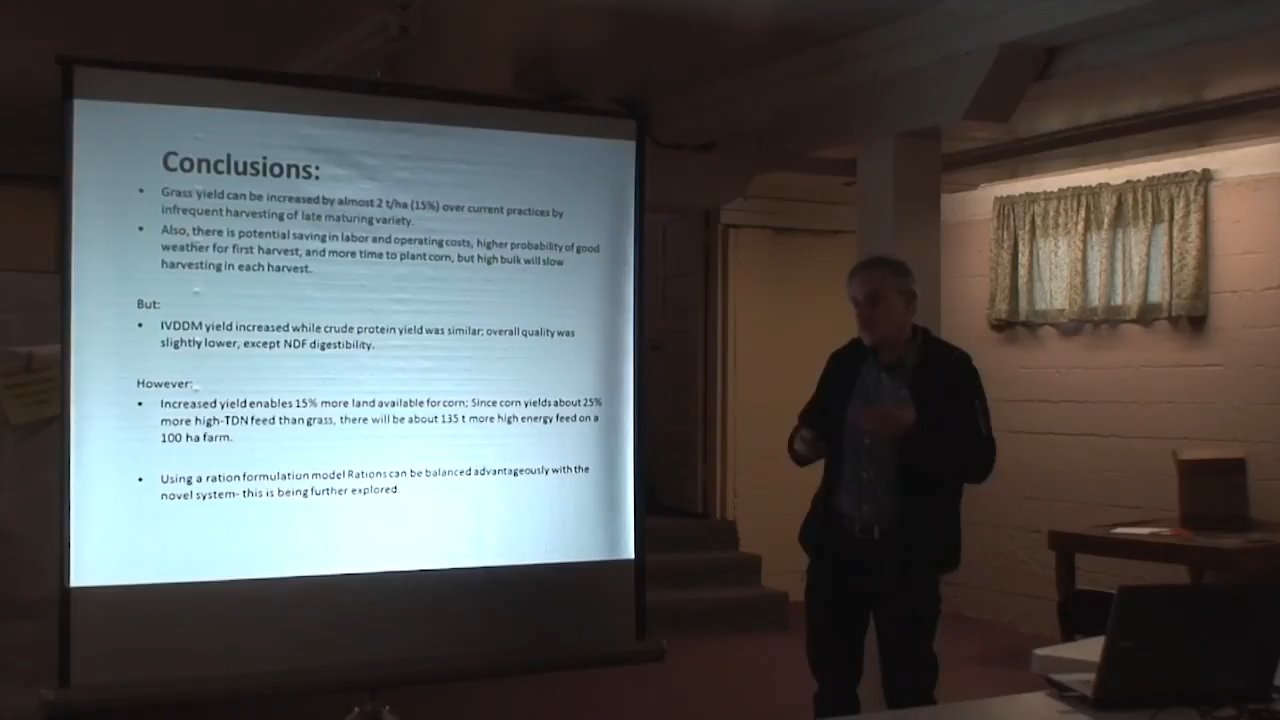 Conclusions:
• Grass yield can be increased by almost 2 t/ha (15%) over current practices by
infrequent harvesting of late maturing variety.
• Also, there is potential saving in labor and operating costs, higher probability of good
weather for first harvest, and more time to plant corn, but high bulk will slow
harvesting in each harvest.
But:
• IVDDM yield increased while crude protein yield was similar; overall quality was
slightly lower, except NDF digestibility.
However:
• Increased yield enables 15% more land available for corn; Since corn yields about 25%
more high-TDN feed than grass, there will be about 135 t more high energy feed on a
100 ha farm.
• Using a ration formulation model Rations can be balanced advantageously with the
novel system- this is being further explored.